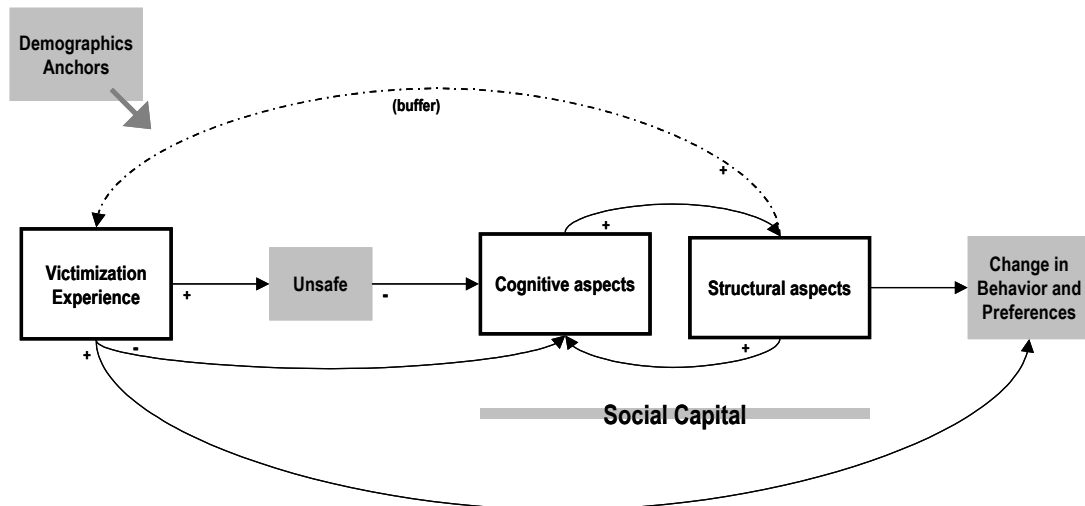 Demographics
Anchors
(buffer)
+
+
Victimization
Experience
+
Unsafe
-
Cognitive aspects
Structural aspects
Change in
Behavior and
Preferences
+
-
+
Social Capital